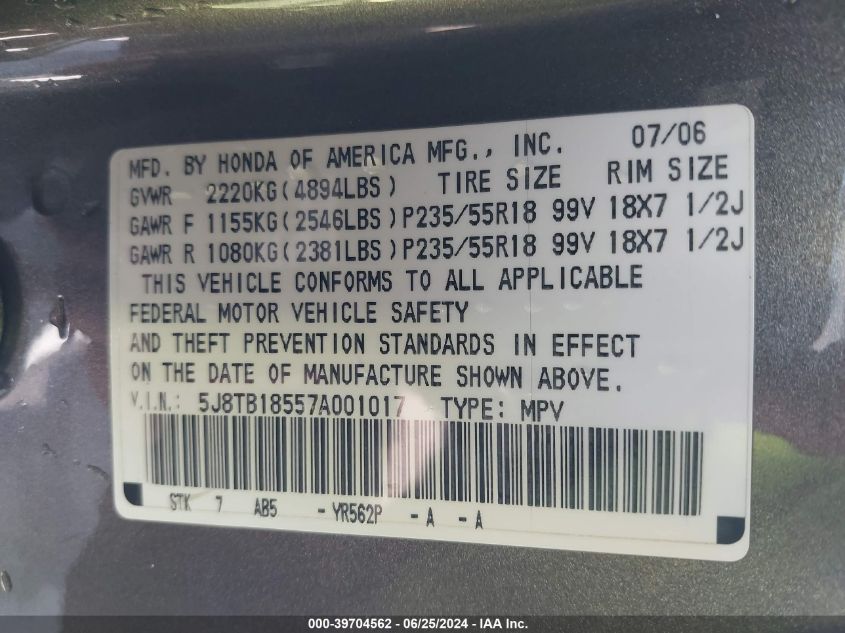 MFD. BY HONDA OF AMERICA MFG., INC. 07/06
GVWR 2220KG(4894LBS) TIRE SIZE RIM SIZE
GAWR F 1155KG(2546LBS)P235/55R18 99V 18X7 1/2J
GAWR R 1080KG(2381LBS)P235/55R18 99V 18X7 1/2J
THIS VEHICLE CONFORMS TO ALL APPLICABLE
FEDERAL MOTOR VEHICLE SAFETY
AND THEFT PREVENTION STANDARDS IN EFFECT
ON THE DATE OF MANUFACTURE SHOWN ABOVE.
V.I.N.: 5J8TB18557A001017 TYPE: MPV
STK 7 AB5 -YR562P -A -A
000-39704562 - 06/25/2024 - IAA Inc.